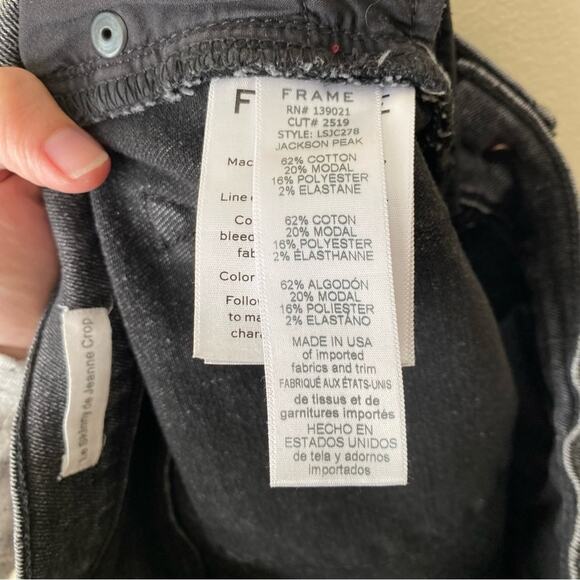 FRAME
RN# 139021
CUT# 2519
STYLE: LSJC278
JACKSON PEAK
62% COTTON
20% MODAL
16% POLYESTER
2% ELASTANE
62% COTON
20% MODAL
16% POLYESTER
2% ELASTHANNE
62% ALGODÓN
20% MODAL
16% POLIESTER
2% ELASTANO
MADE IN USA
of imported
fabrics and trim
FABRIQUÉ AUX ÉTATS-UNIS
de tissus et de
garnitures importés
HECHO EN
ESTADOS UNIDOS
de tela y adornos
importados
F E
Mac
Line
Co
bleed
fab
Color
Follow
to ma
chara
Le Skinny de Jeanne Crop